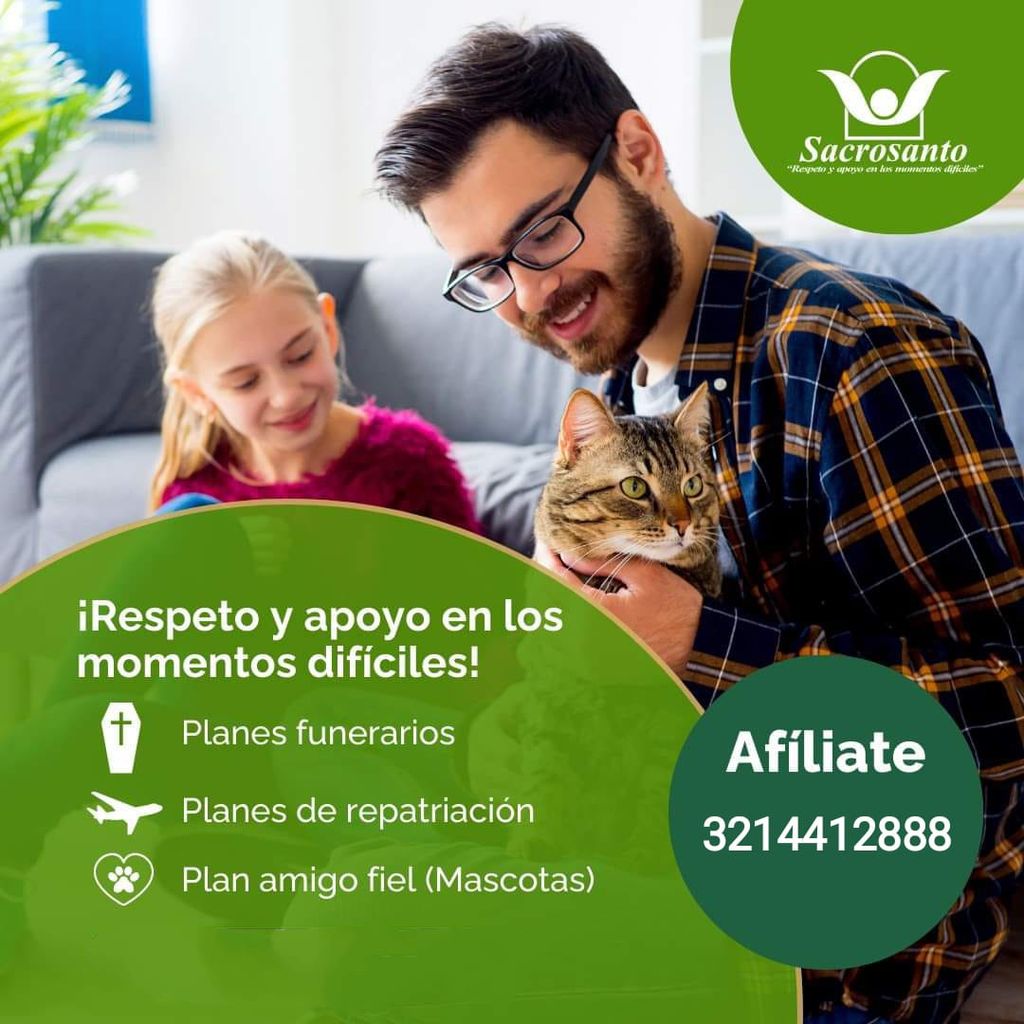 Sacrosanto
"Respeto y apoyo en los momentos difíciles"
¡Respeto y apoyo en los
momentos difíciles!
Planes funerarios
Planes de repatriación
Plan amigo fiel (Mascotas)
Afíliate
3214412888